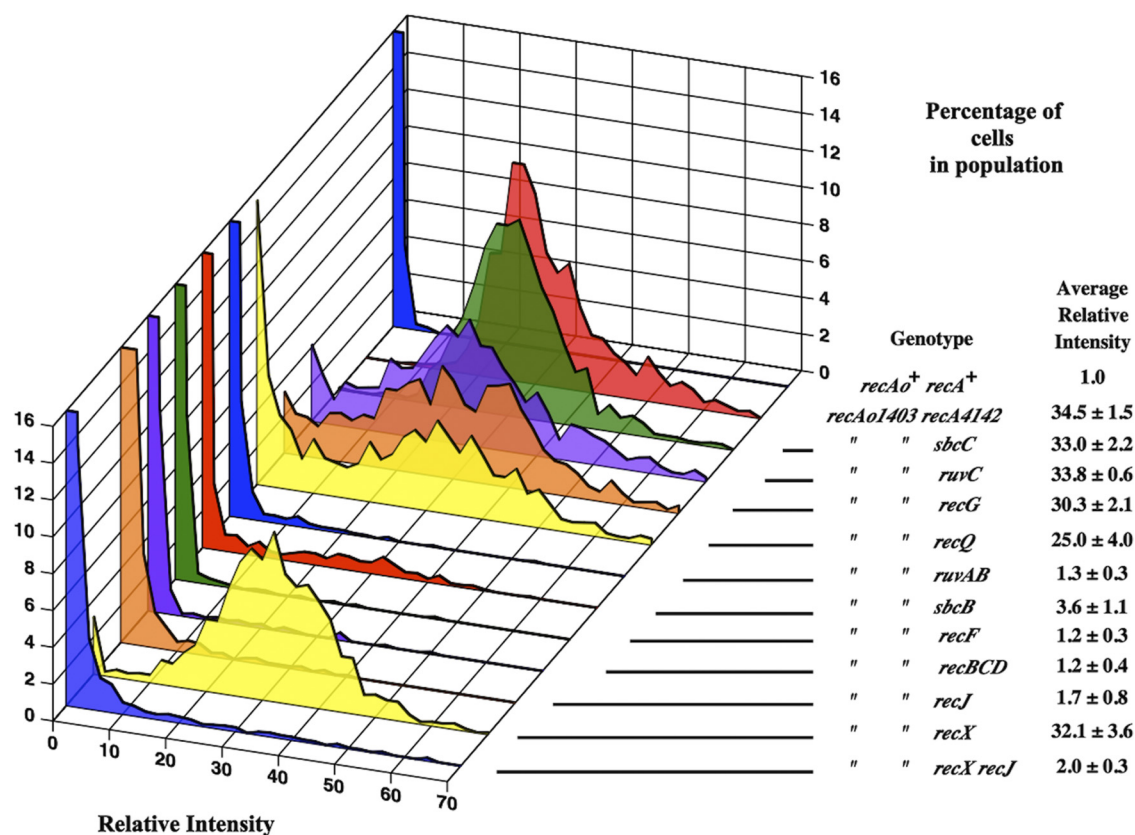 16
14
12
10
8
6
4
2
0
Percentage of
cells
in population
16
14
12
10
8
6
4
2
0
0
10
20
30
40
50
60
70
Relative Intensity
Genotype
Average
Relative
Intensity
recAo+ recA+ 1.0
recAo1403 recA4142 34.5 ± 1.5
" " sbcC 33.0 ± 2.2
" " ruvC 33.8 ± 0.6
" " recG 30.3 ± 2.1
" " recQ 25.0 ± 4.0
" " ruvAB 1.3 ± 0.3
" " sbcB 3.6 ± 1.1
" " recF 1.2 ± 0.3
" " recBCD 1.2 ± 0.4
" " recJ 1.7 ± 0.8
" " recX 32.1 ± 3.6
" " recX recJ 2.0 ± 0.3